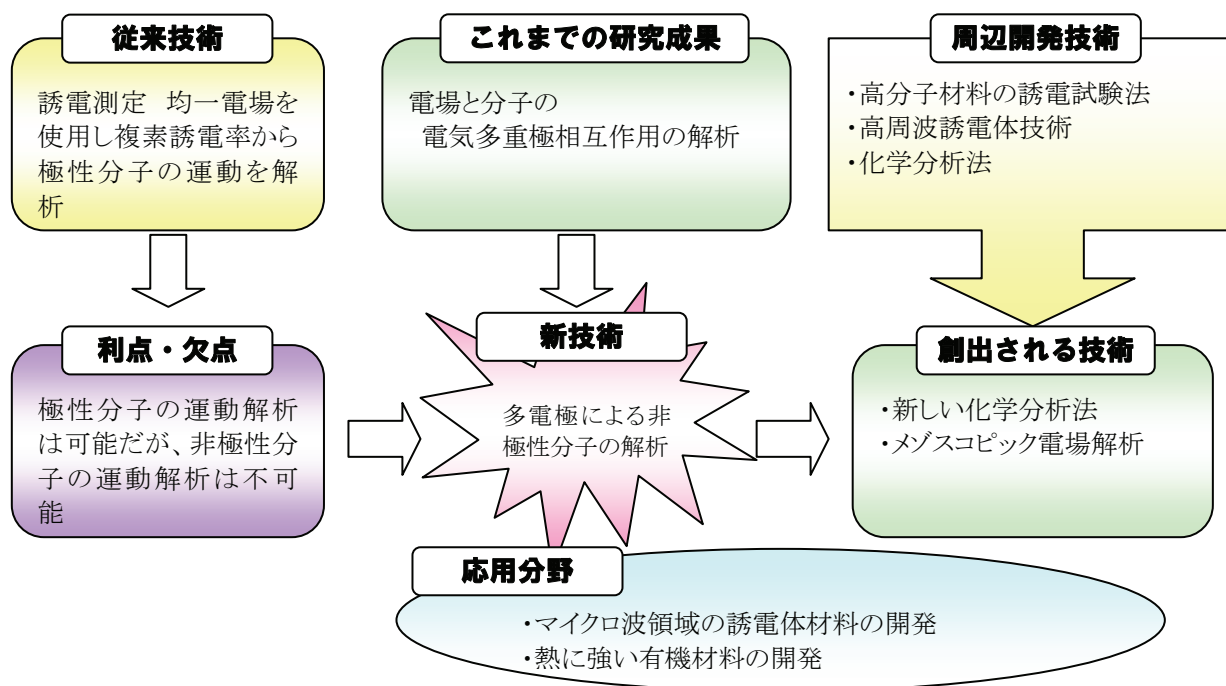 従来技術
誘電測定 均一電場を
使用し複素誘電率から
極性分子の運動を解
析
これまでの研究成果
電場と分子の
電気多重極相互作用の解析
周辺開発技術
・高分子材料の誘電試験法
・高周波誘電体技術
・化学分析法
利点・欠点
極性分子の運動解析
は可能だが、非極性分
子の運動解析は不可
能
新技術
多電極による非
極性分子の解析
創出される技術
・新しい化学分析法
・メゾスコピック電場解析
応用分野
・マイクロ波領域の誘電体材料の開発
・熱に強い有機材料の開発